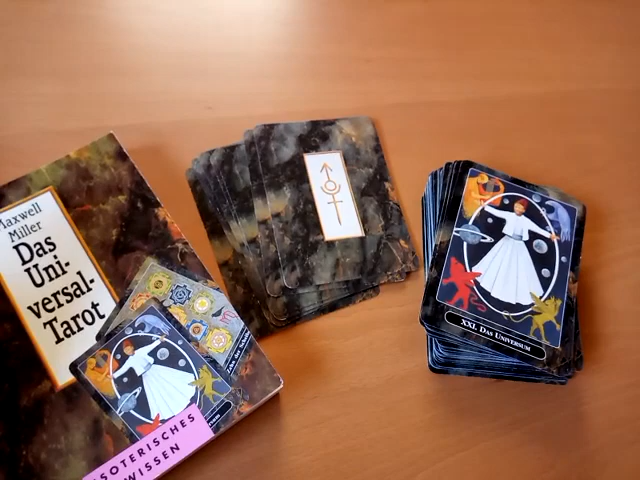 Maxwell
Miller
Das
Uni-
versal-
Tarot
ESOTERISCHES
WISSEN
XXI. DAS UNIVERSUM